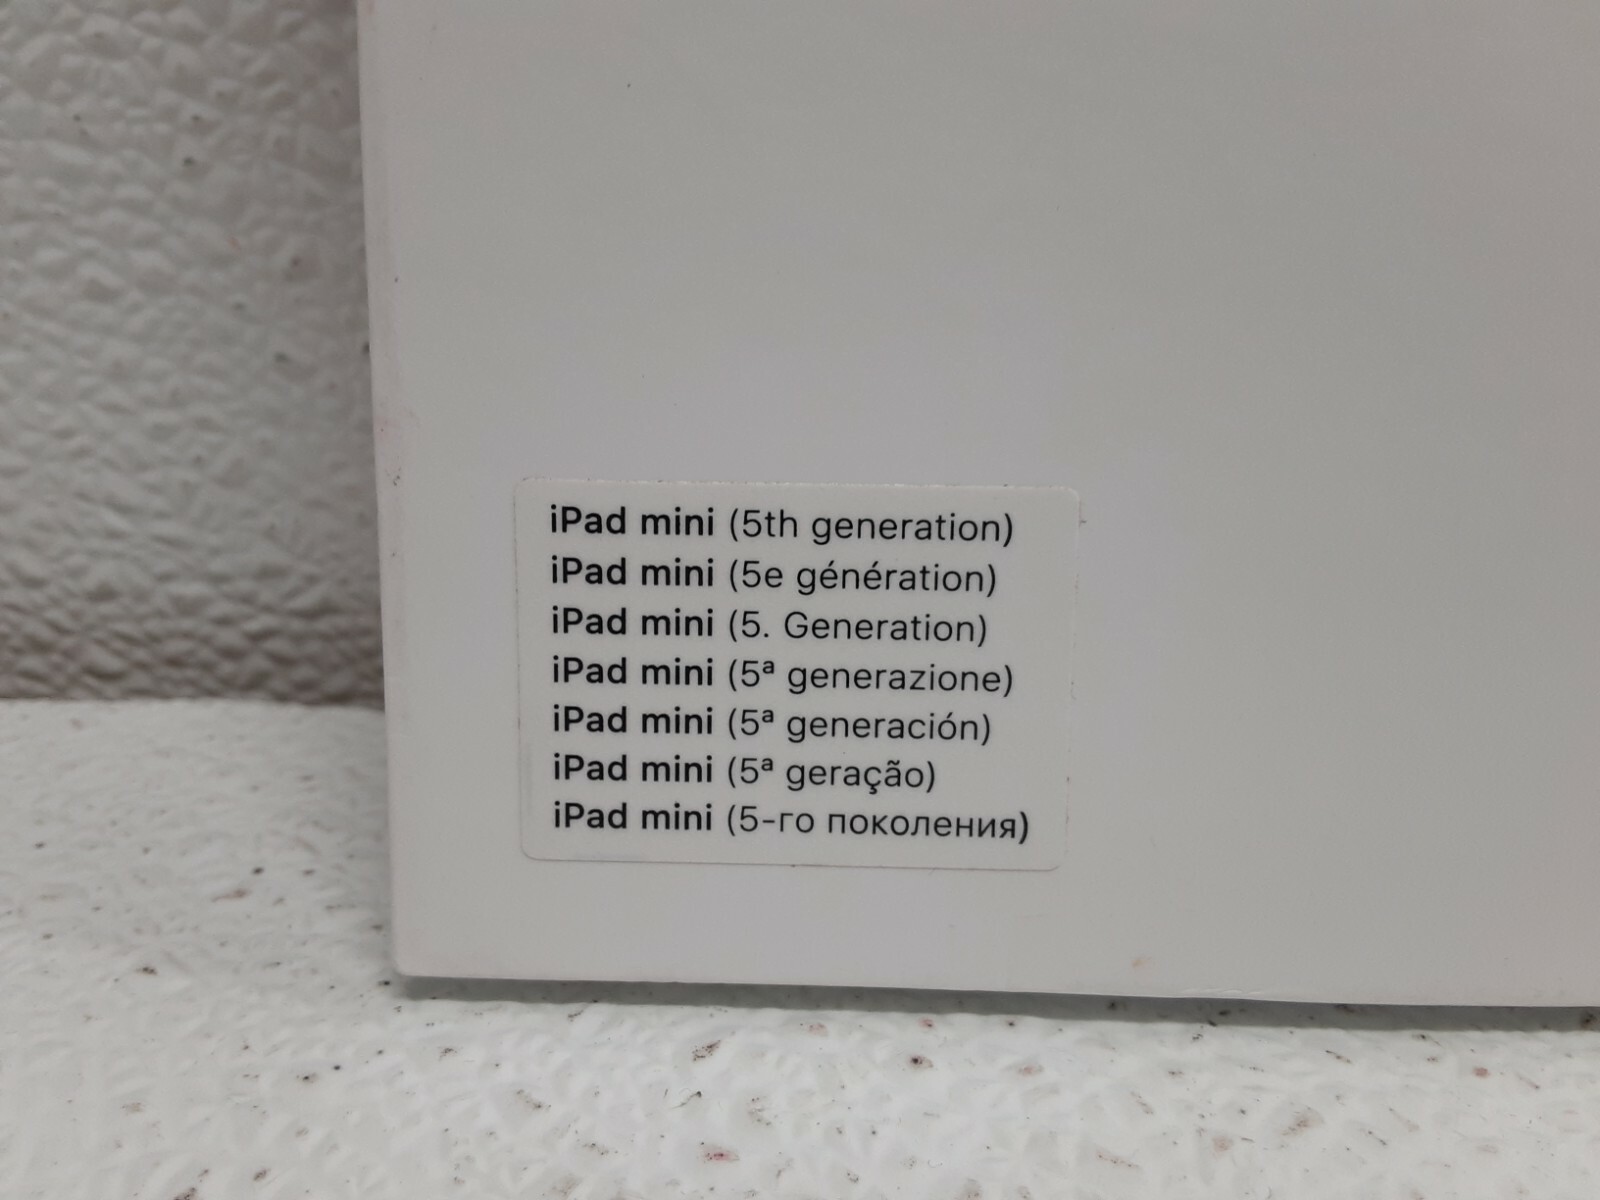 iPad mini (5th generation)
iPad mini (5e génération)
iPad mini (5. Generation)
iPad mini (5ª generazione)
iPad mini (5ª generación)
iPad mini (5ª geração)
iPad mini (5-го поколения)